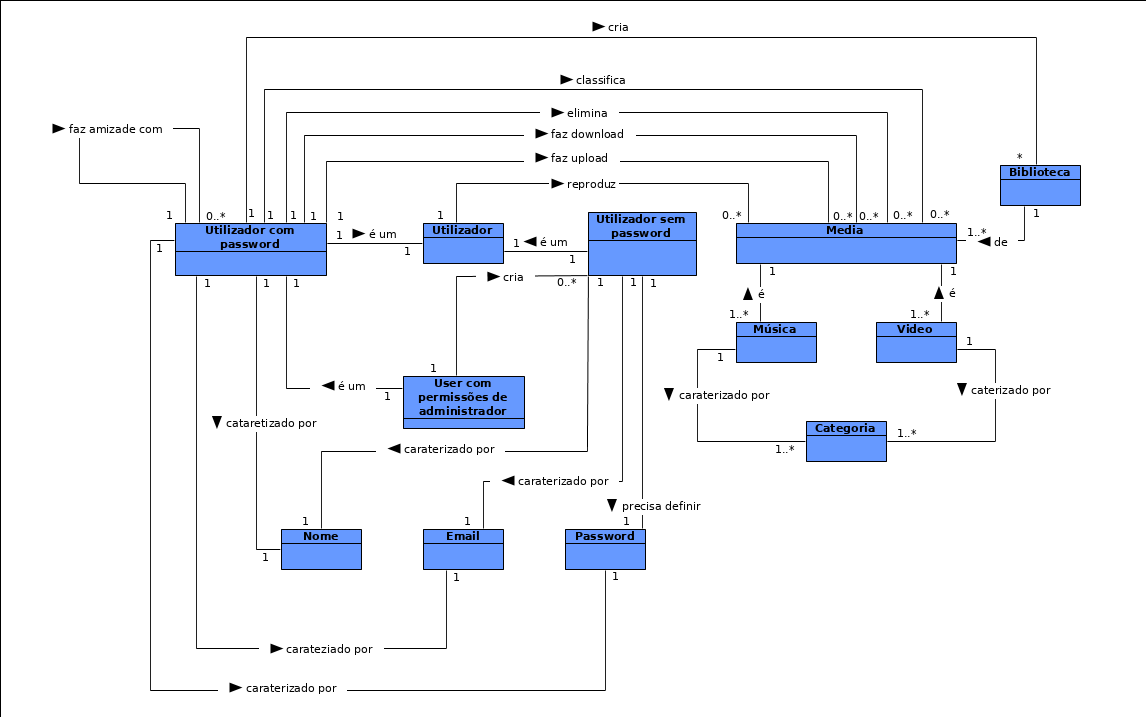 cria
classifica
elimina
faz amizade com
faz download
faz upload
reproduz
*
Biblioteca
1
0..*
1
1
1
1
1
1
0..*
0..*
0..*
0..*
0..*
1
Utilizador com
password
1
é um
1
Utilizador
1
é um
1
Utilizador sem
password
Media
1..*
de
1
1
1
1
cria
0..*
1
1
1
1
1
é
é
1..*
1..*
Música
Video
1
1
1
é um
1
User com
permissões de
administrador
caraterizado por
caterizado por
cataretizado por
Categoria
1..*
1..*
caraterizado por
caraterizado por
precisa definir
1
1
1
Nome
Email
Password
1
1
1
carateziado por
caraterizado por